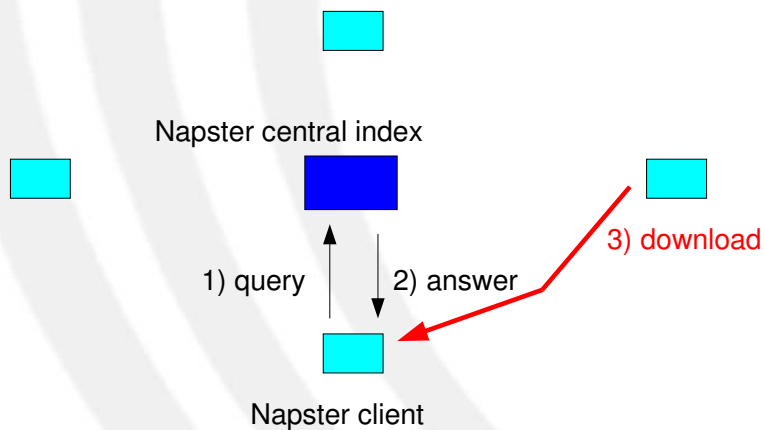 Napster central index
3) download
1) query
2) answer
Napster client